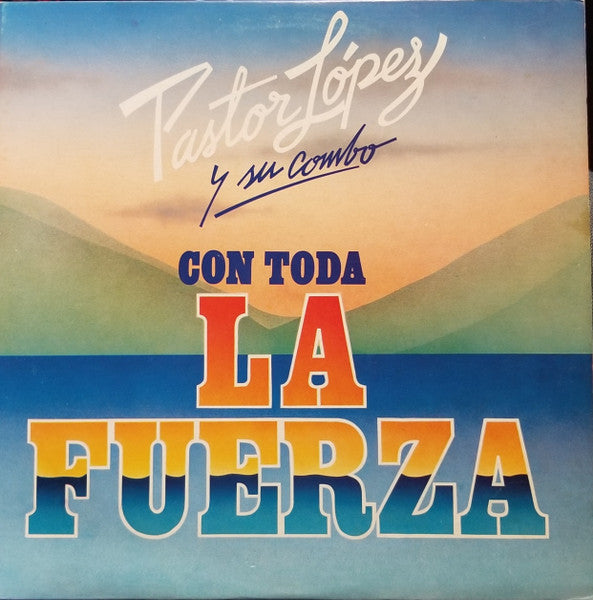 Pastor López
y su combo
CON TODA
LA
FUERZA